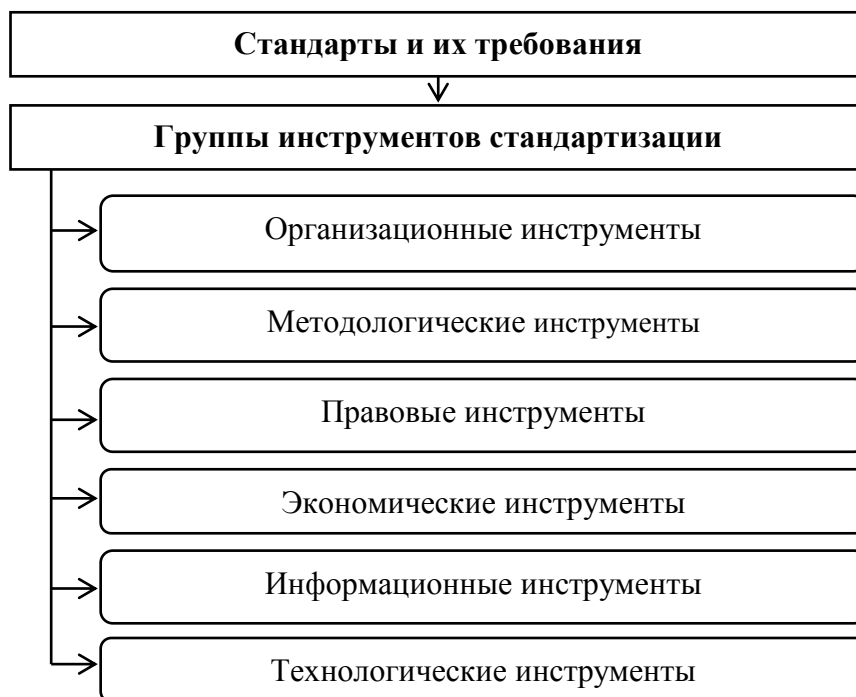 Стандарты и их требования
Группы инструментов стандартизации
Организационные инструменты
Методологические инструменты
Правовые инструменты
Экономические инструменты
Информационные инструменты
Технологические инструменты